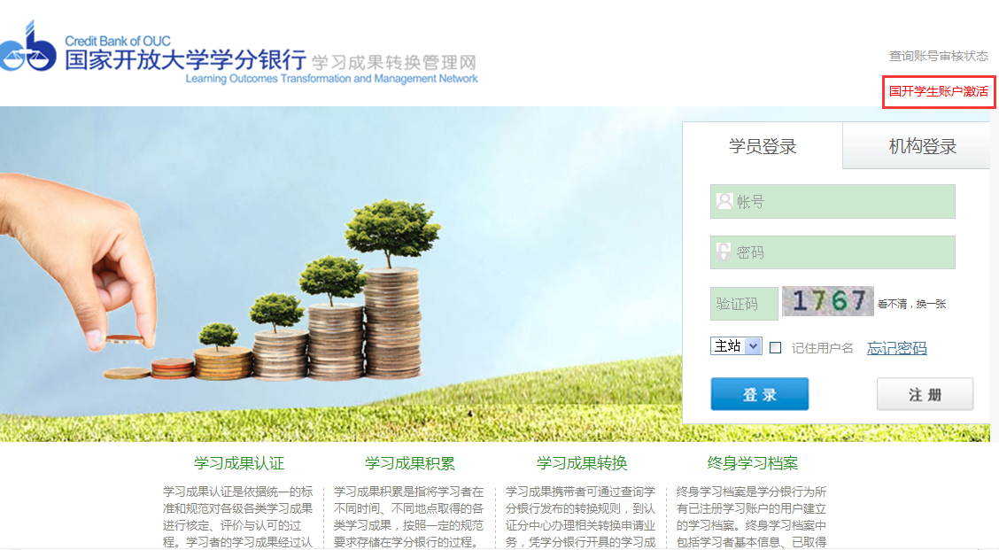 Credit Bank of OUC
国家开放大学学分银行 学习成果转换管理网
Learning Outcomes Transformation and Management Network
查询账号审核状态
国开学生账户激活
学员登录 机构登录
帐号
密码
验证码 1767 看不清，换一张
主站 记住用户名 忘记密码
登 录 注 册
学习成果认证
学习成果认证是依据统一的标
准和规范对各级各类学习成果
进行核定、评价与认可的过
程。学习者的学习成果经过认
学习成果积累
学习成果积累是指将学习者在
不同时间、不同地点取得的各
类学习成果，按照一定的规范
要求存储在学分银行的过程。
学习成果转换
学习成果携带者可通过查询学
分银行发布的转换规则，到认
证分中心办理相关转换申请业
务，凭学分银行开具的学习成
终身学习档案
终身学习档案是学分银行为所
有已注册学习账户的用户建立
的学习档案。终身学习档案中
包括学习者基本信息、已取得